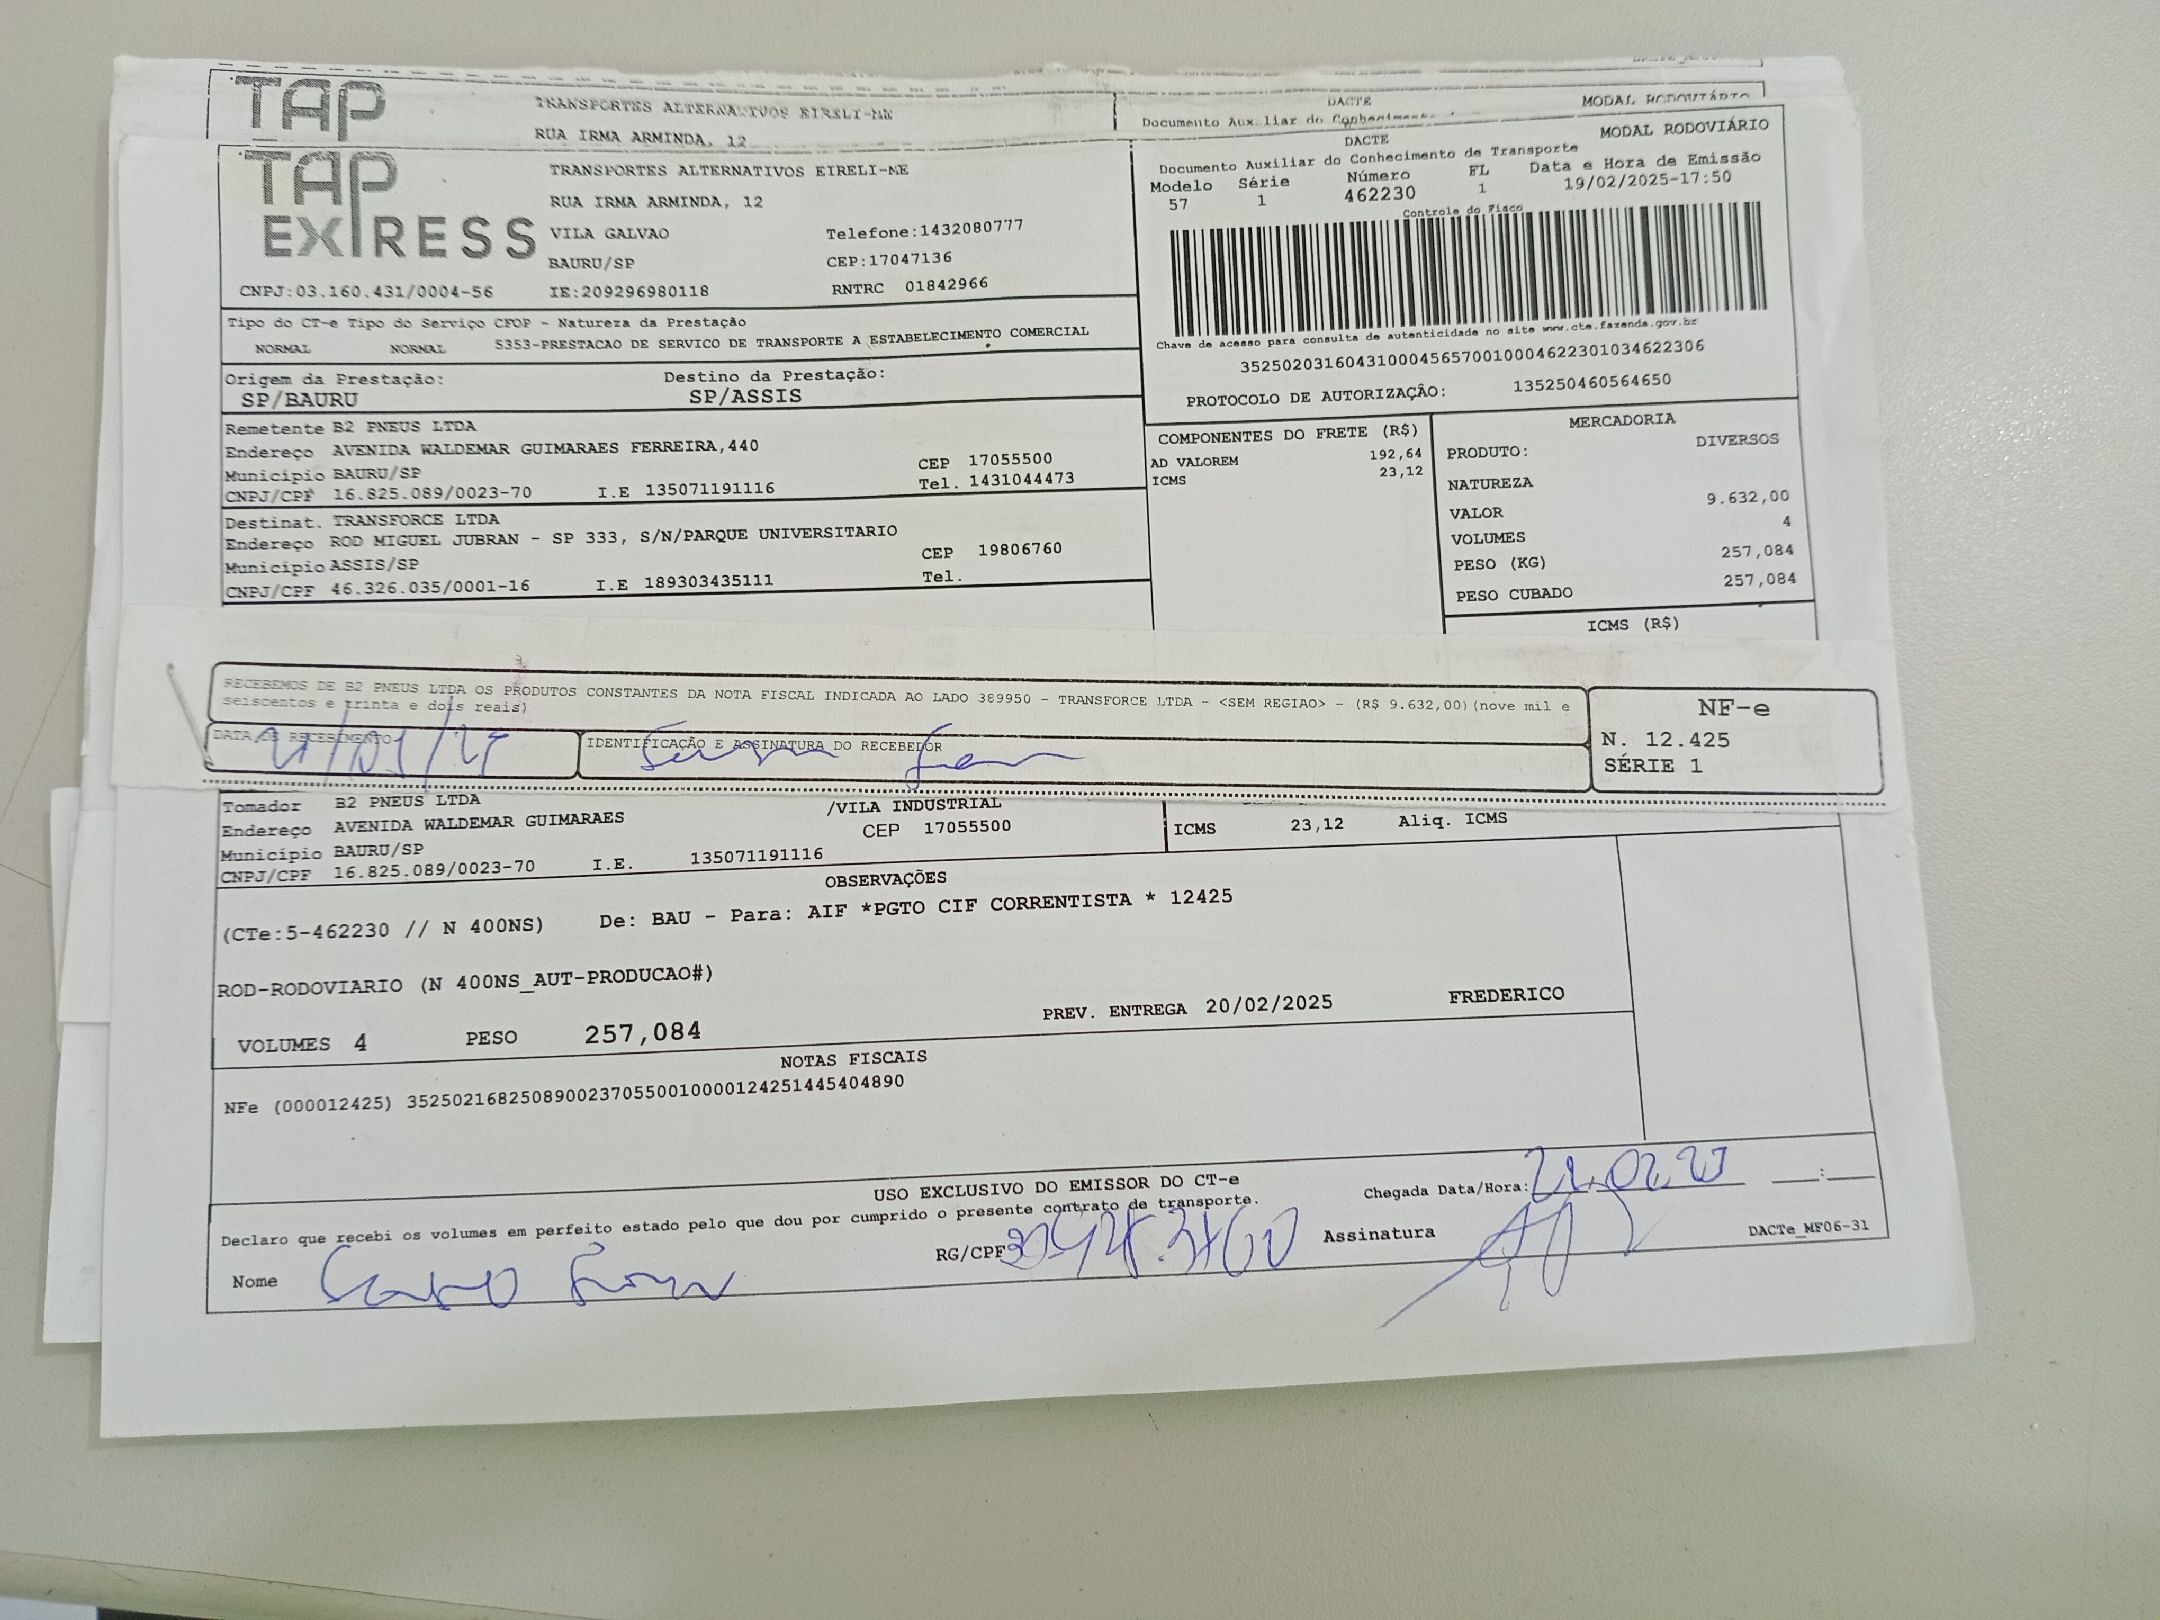 TAP
TRANSPORTES ALTERNATIVOS EIRELI-ME
RUA IRMA ARMINDA, 12
DACTE
MODAL RODOVIÁRIO
Documento Auxiliar do
TAP EXPRESS
TRANSPORTES ALTERNATIVOS EIRELI-ME
RUA IRMA ARMINDA, 12
VILA GALVAO Telefone:1432080777
BAURU/SP CEP:17047136
CNPJ:03.160.431/0004-56 IE:209296980118 RNTRC 01842966
DACTE MODAL RODOVIÁRIO
Documento Auxiliar do Conhecimento de Transporte
Modelo Série Número FL Data e Hora de Emissão
57 1 462230 1 19/02/2025-17:50
Controle do Fisco
Chave de acesso para consulta de autenticidade no site www.cte.fazenda.gov.br
35250203160431000456570010004622301034622306
PROTOCOLO DE AUTORIZAÇÃO: 135250460564650
Tipo do CT-e Tipo do Serviço CFOP - Natureza da Prestação
NORMAL NORMAL 5353-PRESTACAO DE SERVICO DE TRANSPORTE A ESTABELECIMENTO COMERCIAL
Origem da Prestação: Destino da Prestação:
SP/BAURU SP/ASSIS
Remetente B2 PNEUS LTDA
Endereço AVENIDA WALDEMAR GUIMARAES FERREIRA,440
Município BAURU/SP CEP 17055500
CNPJ/CPF 16.825.089/0023-70 I.E 135071191116 Tel. 1431044473
Destinat. TRANSFORCE LTDA
Endereço ROD MIGUEL JUBRAN - SP 333, S/N/PARQUE UNIVERSITARIO
Município ASSIS/SP CEP 19806760
CNPJ/CPF 46.326.035/0001-16 I.E 189303435111 Tel.
COMPONENTES DO FRETE (R$)
AD VALOREM 192,64
ICMS 23,12
MERCADORIA
PRODUTO: DIVERSOS
NATUREZA
VALOR 9.632,00
VOLUMES 4
PESO (KG) 257,084
PESO CUBADO 257,084
ICMS (R$)
RECEBEMOS DE B2 PNEUS LTDA OS PRODUTOS CONSTANTES DA NOTA FISCAL INDICADA AO LADO 389950 - TRANSFORCE LTDA - <SEM REGIAO> - (R$ 9.632,00)(nove mil e
seiscentos e trinta e dois reais)
DATA DE RECEBIMENTO IDENTIFICAÇÃO E ASSINATURA DO RECEBEDOR
NF-e
N. 12.425
SÉRIE 1
Tomador B2 PNEUS LTDA /VILA INDUSTRIAL
Endereço AVENIDA WALDEMAR GUIMARAES CEP 17055500
Município BAURU/SP
CNPJ/CPF 16.825.089/0023-70 I.E. 135071191116
ICMS 23,12 Aliq. ICMS
OBSERVAÇÕES
(CTe:5-462230 // N 400NS) De: BAU - Para: AIF *PGTO CIF CORRENTISTA * 12425
ROD-RODOVIARIO (N 400NS_AUT-PRODUCAO#)
VOLUMES 4 PESO 257,084 PREV. ENTREGA 20/02/2025 FREDERICO
NOTAS FISCAIS
NFe (000012425) 35250216825089002370550010000124251445404890
USO EXCLUSIVO DO EMISSOR DO CT-e
Declaro que recebi os volumes em perfeito estado pelo que dou por cumprido o presente contrato de transporte.
Chegada Data/Hora: ___:___
Nome RG/CPF Assinatura
DACTe_MF06-31